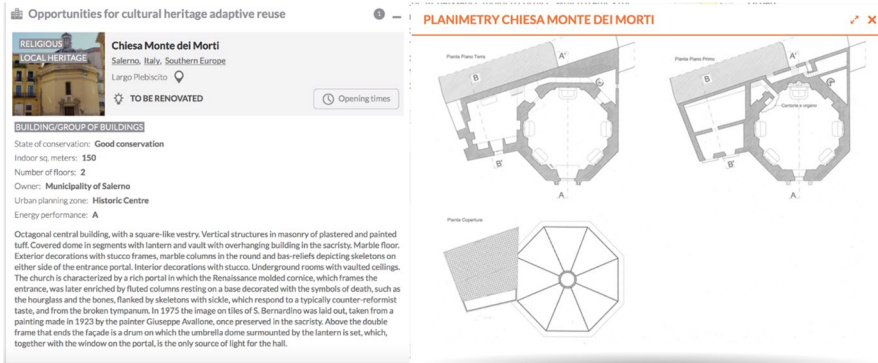 Opportunities for cultural heritage adaptive reuse
1
RELIGIOUS
LOCAL HERITAGE
Chiesa Monte dei Morti
Salerno, Italy, Southern Europe
Largo Plebiscito
TO BE RENOVATED
Opening times
BUILDING/GROUP OF BUILDINGS
State of conservation: Good conservation
Indoor sq. meters: 150
Number of floors: 2
Owner: Municipality of Salerno
Urban planning zone: Historic Centre
Energy performance: A
Octagonal central building, with a square-like vestry. Vertical structures in masonry of plastered and painted
tuff. Covered dome in segments with lantern and vault with overhanging building in the sacristy. Marble floor.
Exterior decorations with stucco frames, marble columns in the round and bas-reliefs depicting skeletons on
either side of the entrance portal. Interior decorations with stucco. Underground rooms with vaulted ceilings.
The church is characterized by a rich portal in which the Renaissance molded cornice, which frames the
entrance, was later enriched by fluted columns resting on a base decorated with the symbols of death, such as
the hourglass and the bones, flanked by skeletons with sickle, which respond to a typically counter-reformist
taste, and from the broken tympanum. In 1975 the image on tiles of S. Bernardino was laid out, taken from a
painting made in 1923 by the painter Giuseppe Avallone, once preserved in the sacristy. Above the double
frame that ends the façade is a drum on which the umbrella dome surmounted by the lantern is set, which,
together with the window on the portal, is the only source of light for the hall.
PLANIMETRY CHIESA MONTE DEI MORTI
Pianta Piano Terra
A'
B
B'
A
Pianta Piano Primo
A'
B
Cantoria e organo
B'
A
Pianta Copertura